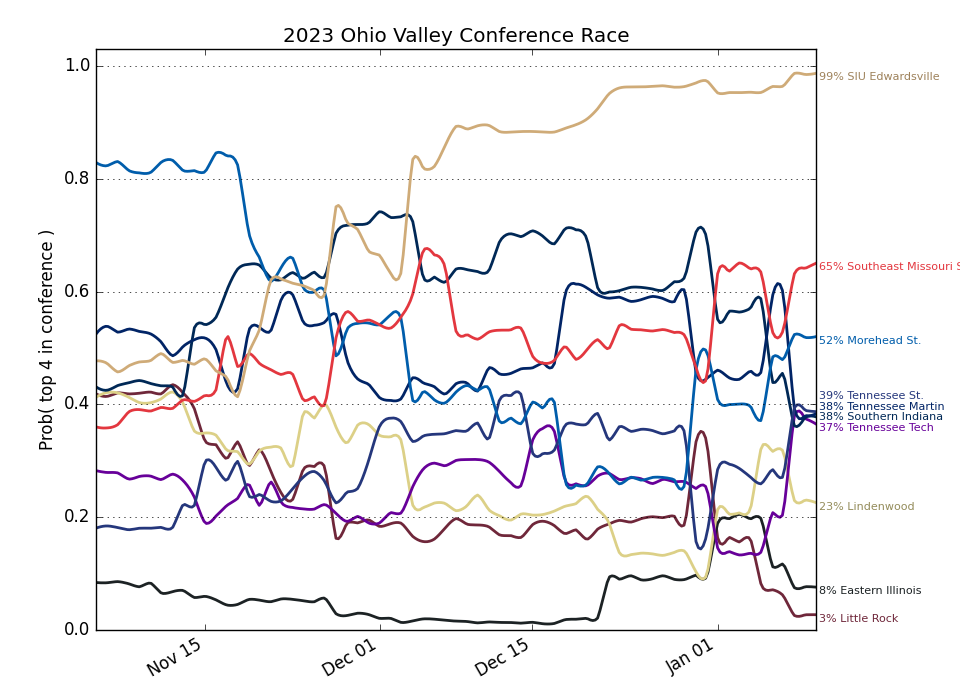 2023 Ohio Valley Conference Race
Prob( top 4 in conference )
1.0
0.8
0.6
0.4
0.2
0.0
Nov 15
Dec 01
Dec 15
Jan 01
99% SIU Edwardsville
65% Southeast Missouri S
52% Morehead St.
39% Tennessee St.
38% Tennessee Martin
38% Southern Indiana
37% Tennessee Tech
23% Lindenwood
8% Eastern Illinois
3% Little Rock